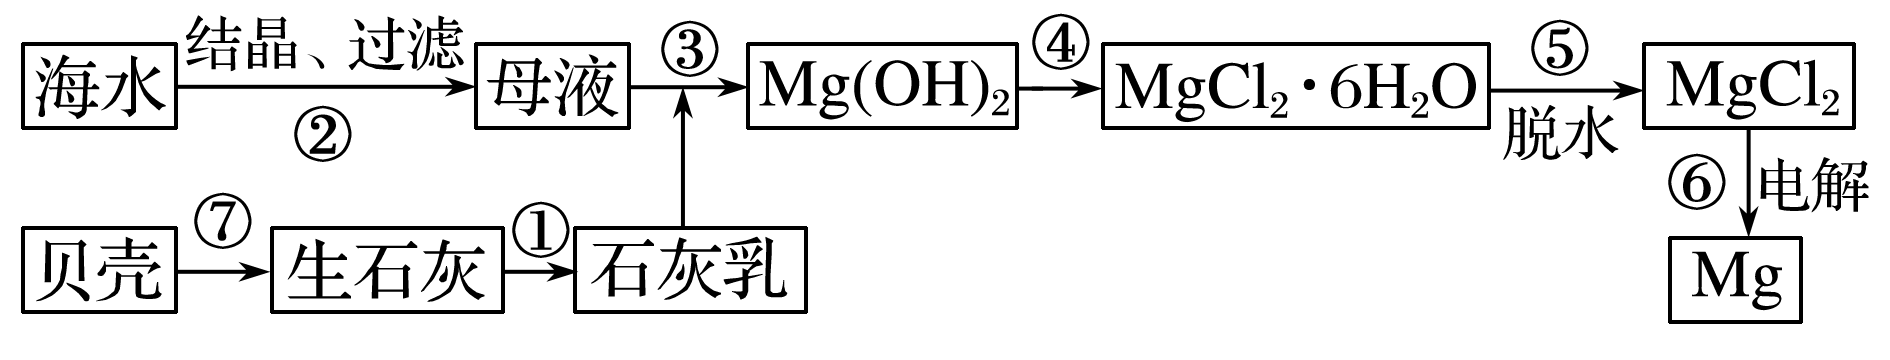 海水
结晶、过滤
②
母液
③
Mg(OH)₂
④
MgCl₂·6H₂O
⑤
脱水
MgCl₂
⑥
电解
Mg
贝壳
⑦
生石灰
①
石灰乳